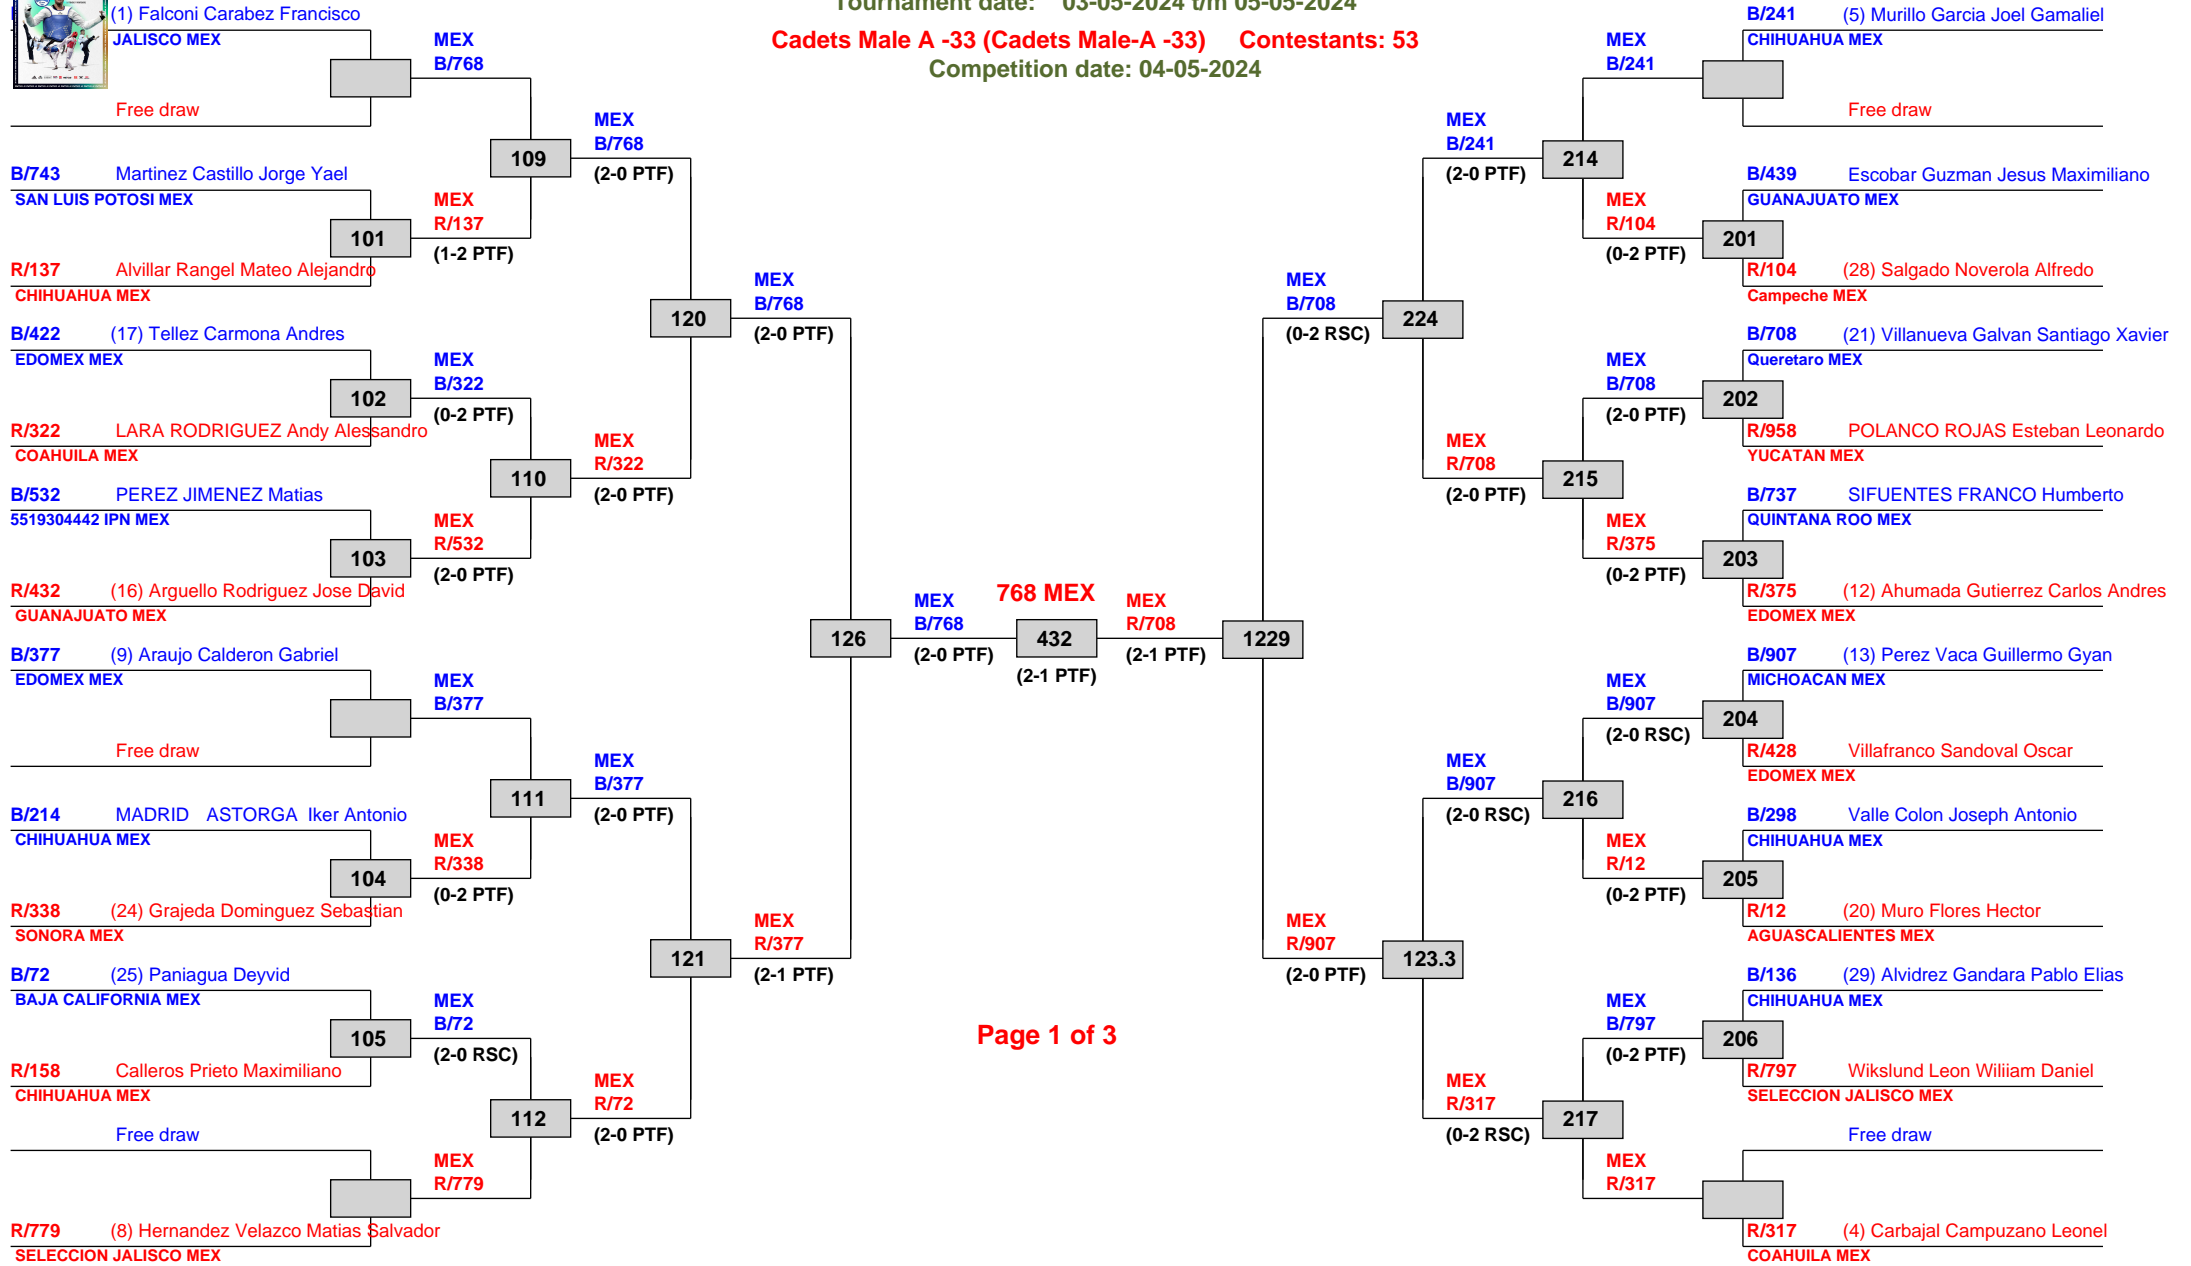 Tournament date: 03-05-2024 t/m 05-05-2024
Cadets Male A -33 (Cadets Male-A -33) Contestants: 53
Competition date: 04-05-2024
(1) Falconi Carabez Francisco
JALISCO MEX
Free draw
B/743 Martinez Castillo Jorge Yael
SAN LUIS POTOSI MEX
101
R/137 Alvillar Rangel Mateo Alejandro
CHIHUAHUA MEX
B/422 (17) Tellez Carmona Andres
EDOMEX MEX
102
R/322 LARA RODRIGUEZ Andy Alessandro
COAHUILA MEX
B/532 PEREZ JIMENEZ Matias
5519304442 IPN MEX
103
R/432 (16) Arguello Rodriguez Jose David
GUANAJUATO MEX
B/377 (9) Araujo Calderon Gabriel
EDOMEX MEX
Free draw
B/214 MADRID ASTORGA Iker Antonio
CHIHUAHUA MEX
104
R/338 (24) Grajeda Dominguez Sebastian
SONORA MEX
B/72 (25) Paniagua Deyvid
BAJA CALIFORNIA MEX
105
R/158 Calleros Prieto Maximiliano
CHIHUAHUA MEX
Free draw
R/779 (8) Hernandez Velazco Matias Salvador
SELECCION JALISCO MEX
MEX
B/768
109
MEX
R/137
(1-2 PTF)
MEX
B/322
(0-2 PTF)
110
MEX
R/532
(2-0 PTF)
MEX
B/377
111
MEX
R/338
(0-2 PTF)
MEX
B/72
(2-0 RSC)
112
MEX
R/779
MEX
B/768
(2-0 PTF)
120
MEX
R/322
(2-0 PTF)
MEX
B/377
(2-0 PTF)
121
MEX
R/72
(2-0 PTF)
MEX
B/768
(2-0 PTF)
126
MEX
R/377
(2-1 PTF)
MEX
B/768
(2-0 PTF)
768 MEX
432
(2-1 PTF)
MEX
R/708
(2-1 PTF)
Page 1 of 3
MEX
B/708
(0-2 RSC)
1229
MEX
R/907
(2-0 PTF)
MEX
B/241
(2-0 PTF)
224
MEX
R/708
(2-0 PTF)
MEX
B/907
(2-0 RSC)
123.3
MEX
R/317
(0-2 RSC)
MEX
B/241
214
MEX
R/104
(0-2 PTF)
MEX
B/708
(2-0 PTF)
215
MEX
R/375
(0-2 PTF)
MEX
B/907
(2-0 RSC)
216
MEX
R/12
(0-2 PTF)
MEX
B/797
(0-2 PTF)
217
MEX
R/317
B/241 (5) Murillo Garcia Joel Gamaliel
CHIHUAHUA MEX
Free draw
B/439 Escobar Guzman Jesus Maximiliano
GUANAJUATO MEX
201
R/104 (28) Salgado Noverola Alfredo
Campeche MEX
B/708 (21) Villanueva Galvan Santiago Xavier
Queretaro MEX
202
R/958 POLANCO ROJAS Esteban Leonardo
YUCATAN MEX
B/737 SIFUENTES FRANCO Humberto
QUINTANA ROO MEX
203
R/375 (12) Ahumada Gutierrez Carlos Andres
EDOMEX MEX
B/907 (13) Perez Vaca Guillermo Gyan
MICHOACAN MEX
204
R/428 Villafranco Sandoval Oscar
EDOMEX MEX
B/298 Valle Colon Joseph Antonio
CHIHUAHUA MEX
205
R/12 (20) Muro Flores Hector
AGUASCALIENTES MEX
B/136 (29) Alvidrez Gandara Pablo Elias
CHIHUAHUA MEX
206
R/797 Wikslund Leon Wiliiam Daniel
SELECCION JALISCO MEX
Free draw
R/317 (4) Carbajal Campuzano Leonel
COAHUILA MEX